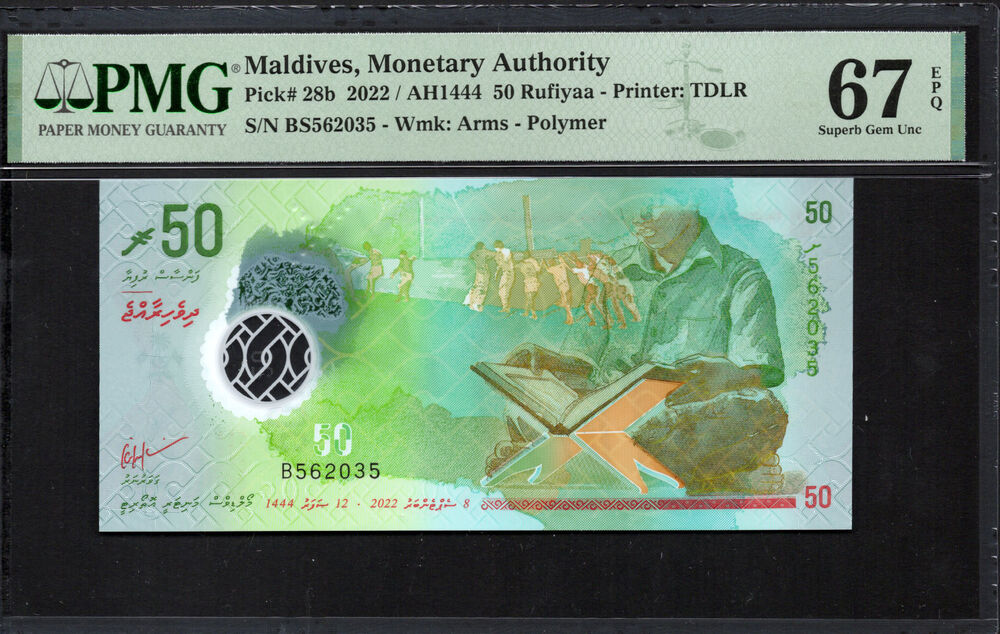 PMG®
PAPER MONEY GUARANTY
Maldives, Monetary Authority
Pick# 28b 2022 / AH1444 50 Rufiyaa - Printer: TDLR
S/N BS562035 - Wmk: Arms - Polymer
67
EPQ
Superb Gem Unc
50
ފަންސާސް ރުފިޔާ
ދިވެހިރާއްޖެ
50
562035
50
B562035
ގަވަރުނަރު
މޯލްޑިވްސް މަނިޓަރީ އޮތޯރިޓީ
8 ސެޕްޓެންބަރު 2022 - 12 ޞަފަރު 1444
50